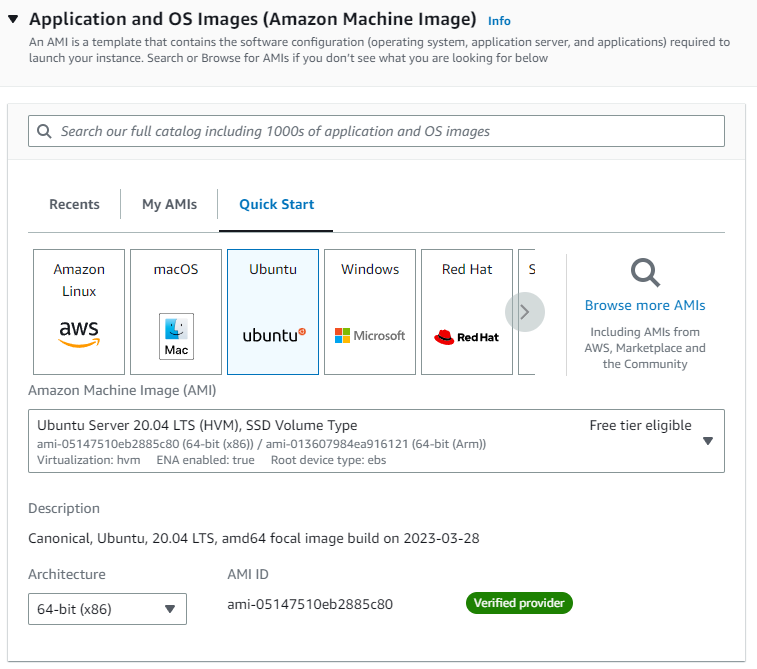 Application and OS Images (Amazon Machine Image) Info
An AMI is a template that contains the software configuration (operating system, application server, and applications) required to
launch your instance. Search or Browse for AMIs if you don't see what you are looking for below
Search our full catalog including 1000s of application and OS images
Recents
My AMIs
Quick Start
Amazon
Linux
aws
macOS
Mac
Ubuntu
ubuntu
Windows
Microsoft
Red Hat
Red Hat
S
Browse more AMIs
Including AMIs from
AWS, Marketplace and
the Community
Amazon Machine Image (AMI)
Ubuntu Server 20.04 LTS (HVM), SSD Volume Type
Free tier eligible
ami-05147510eb2885c80 (64-bit (x86)) / ami-013607984ea916121 (64-bit (Arm))
Virtualization: hvm ENA enabled: true Root device type: ebs
Description
Canonical, Ubuntu, 20.04 LTS, amd64 focal image build on 2023-03-28
Architecture
AMI ID
64-bit (x86)
ami-05147510eb2885c80
Verified provider